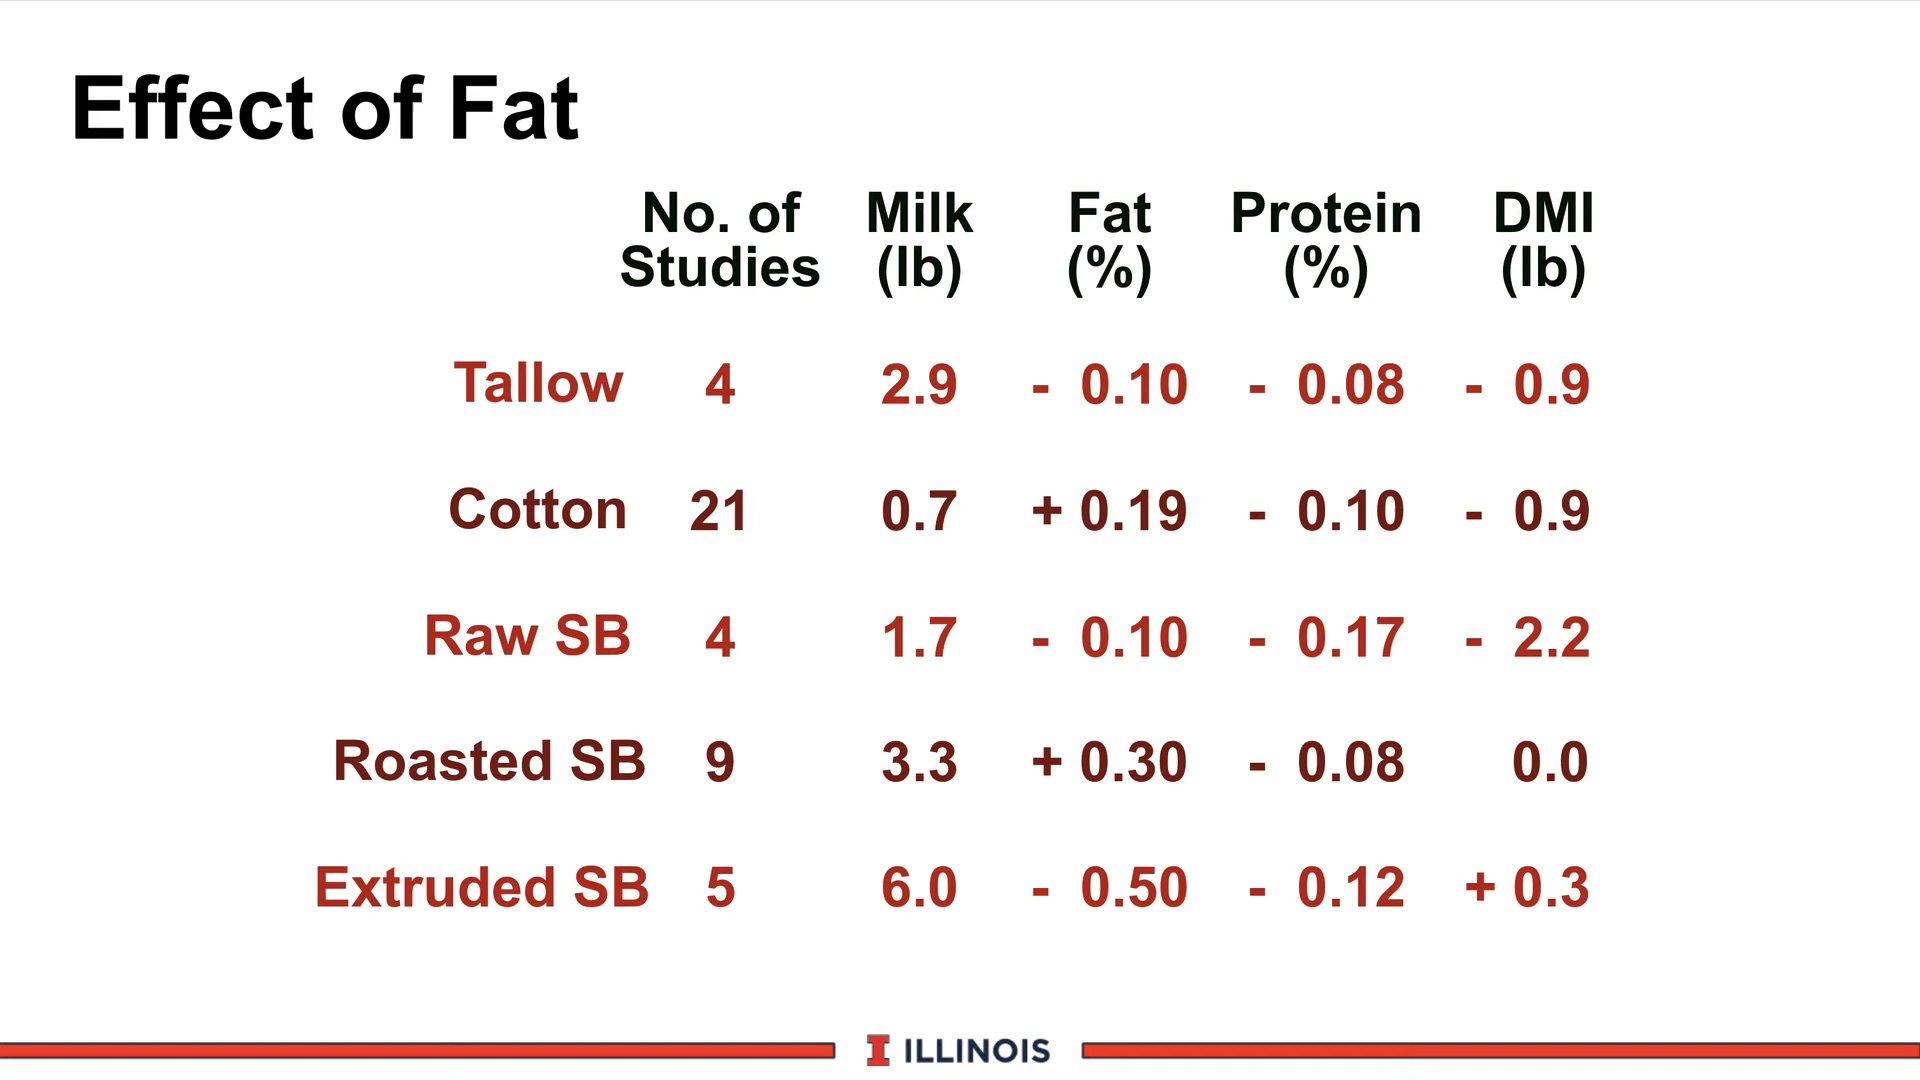 Effect of Fat
No. of Studies Milk (lb) Fat (%) Protein (%) DMI (lb)
Tallow 4 2.9 - 0.10 - 0.08 - 0.9
Cotton 21 0.7 + 0.19 - 0.10 - 0.9
Raw SB 4 1.7 - 0.10 - 0.17 - 2.2
Roasted SB 9 3.3 + 0.30 - 0.08 0.0
Extruded SB 5 6.0 - 0.50 - 0.12 + 0.3
I ILLINOIS